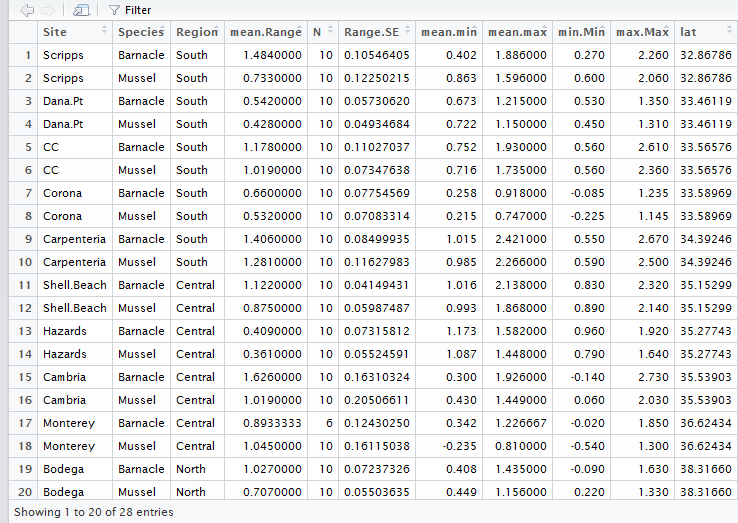 Filter
Site Species Region mean.Range N Range.SE mean.min mean.max min.Min max.Max lat
1 Scripps Barnacle South 1.4840000 10 0.10546405 0.402 1.886000 0.270 2.260 32.86786
2 Scripps Mussel South 0.7330000 10 0.12250215 0.863 1.596000 0.600 2.060 32.86786
3 Dana.Pt Barnacle South 0.5420000 10 0.05730620 0.673 1.215000 0.530 1.350 33.46119
4 Dana.Pt Mussel South 0.4280000 10 0.04934684 0.722 1.150000 0.450 1.310 33.46119
5 CC Barnacle South 1.1780000 10 0.11027037 0.752 1.930000 0.560 2.610 33.56576
6 CC Mussel South 1.0190000 10 0.07347638 0.716 1.735000 0.560 2.360 33.56576
7 Corona Barnacle South 0.6600000 10 0.07754569 0.258 0.918000 -0.085 1.235 33.58969
8 Corona Mussel South 0.5320000 10 0.07083314 0.215 0.747000 -0.225 1.145 33.58969
9 Carpenteria Barnacle South 1.4060000 10 0.08499935 1.015 2.421000 0.550 2.670 34.39246
10 Carpenteria Mussel South 1.2810000 10 0.11627983 0.985 2.266000 0.590 2.500 34.39246
11 Shell.Beach Barnacle Central 1.1220000 10 0.04149431 1.016 2.138000 0.830 2.320 35.15299
12 Shell.Beach Mussel Central 0.8750000 10 0.05987487 0.993 1.868000 0.890 2.140 35.15299
13 Hazards Barnacle Central 0.4090000 10 0.07315812 1.173 1.582000 0.960 1.920 35.27743
14 Hazards Mussel Central 0.3610000 10 0.05524591 1.087 1.448000 0.790 1.640 35.27743
15 Cambria Barnacle Central 1.6260000 10 0.16310324 0.300 1.926000 -0.140 2.730 35.53903
16 Cambria Mussel Central 1.0190000 10 0.20506611 0.430 1.449000 0.060 2.030 35.53903
17 Monterey Barnacle Central 0.8933333 6 0.12430250 0.342 1.226667 -0.020 1.850 36.62434
18 Monterey Mussel Central 1.0450000 10 0.16115038 -0.235 0.810000 -0.540 1.300 36.62434
19 Bodega Barnacle North 1.0270000 10 0.07237326 0.408 1.435000 -0.090 1.630 38.31660
20 Bodega Mussel North 0.7070000 10 0.05503635 0.449 1.156000 0.220 1.330 38.31660
Showing 1 to 20 of 28 entries